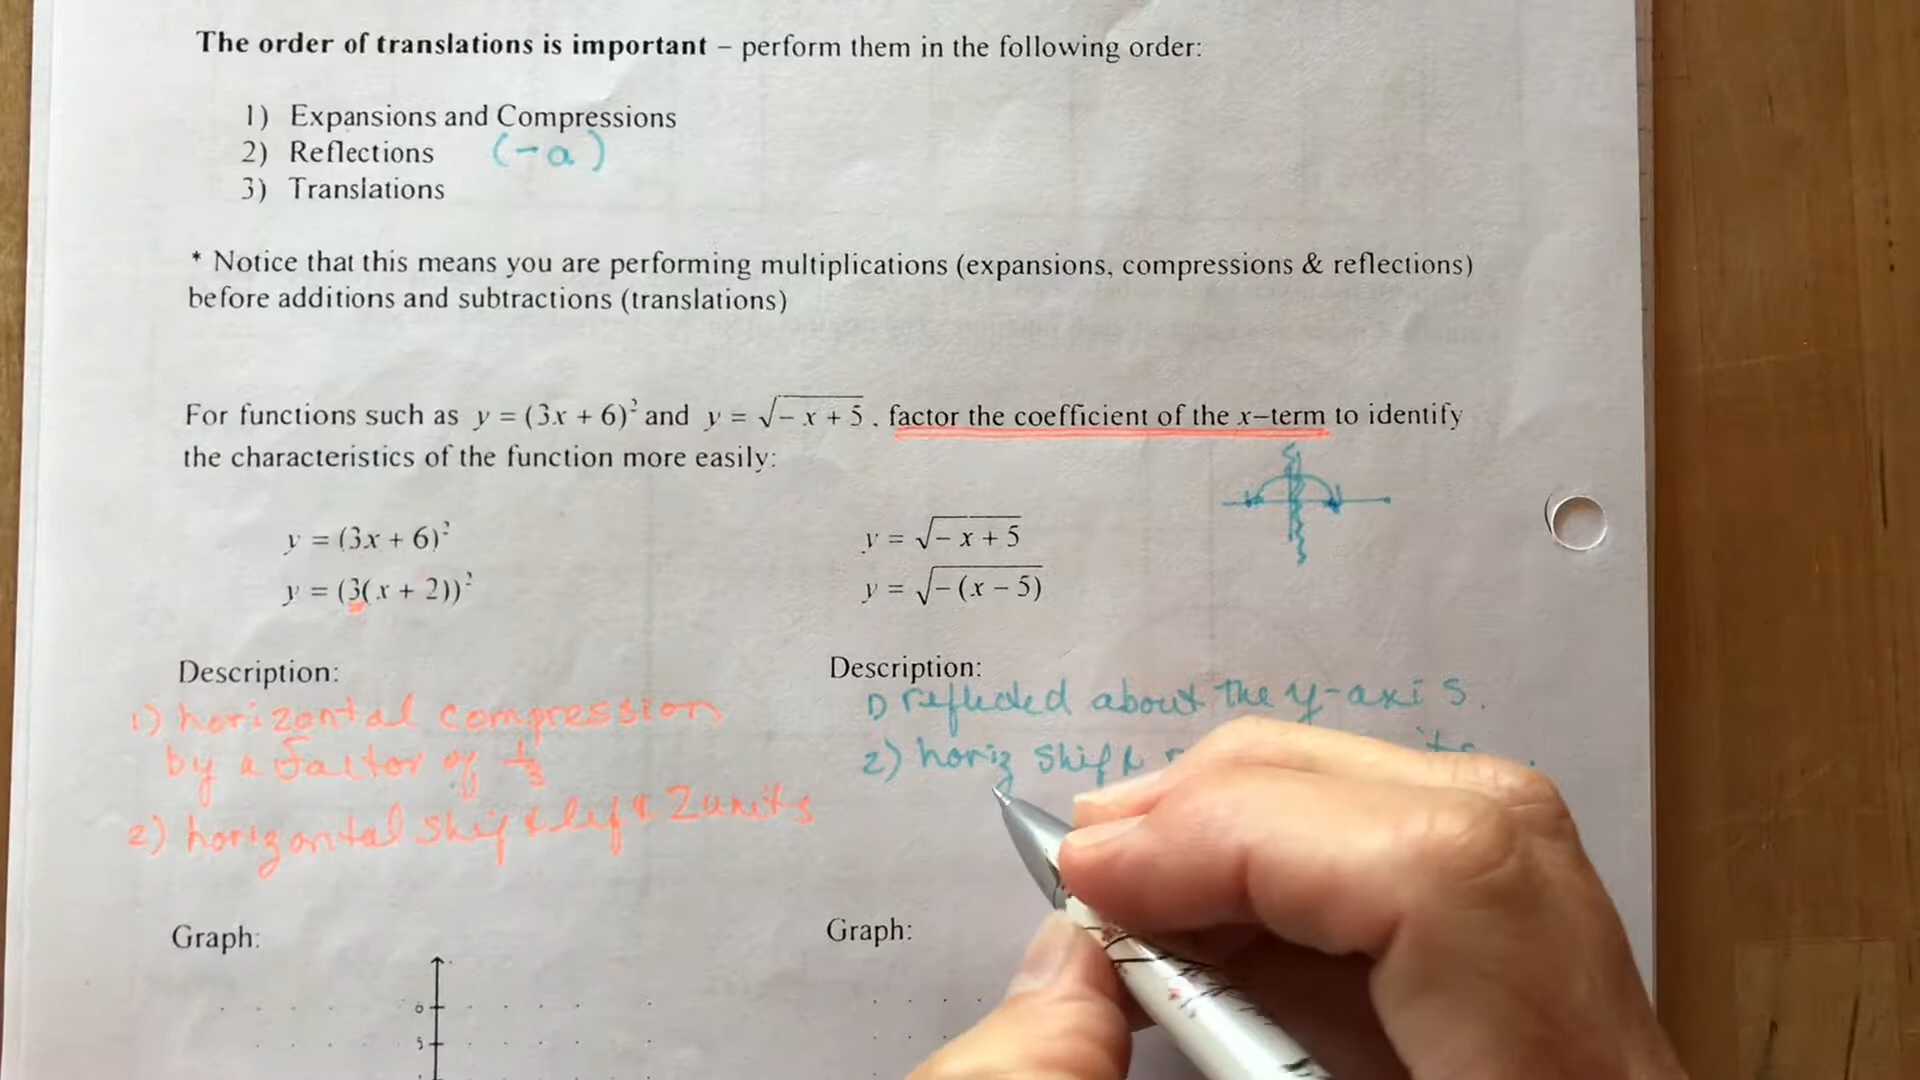 The order of translations is important – perform them in the following order:
1) Expansions and Compressions
2) Reflections (-a)
3) Translations
* Notice that this means you are performing multiplications (expansions, compressions & reflections)
before additions and subtractions (translations)
For functions such as y = (3x + 6)² and y = √(- x + 5) , factor the coefficient of the x–term to identify
the characteristics of the function more easily:
y = (3x + 6)²
y = (3(x + 2))²
y = √(- x + 5)
y = √(- (x – 5))
Description:
1) horizontal compression
by a factor of 1/3
2) horizontal shift left 2 units
Description:
1) reflected about the y-axis.
2) horiz shift
Graph:
6
5
Graph: